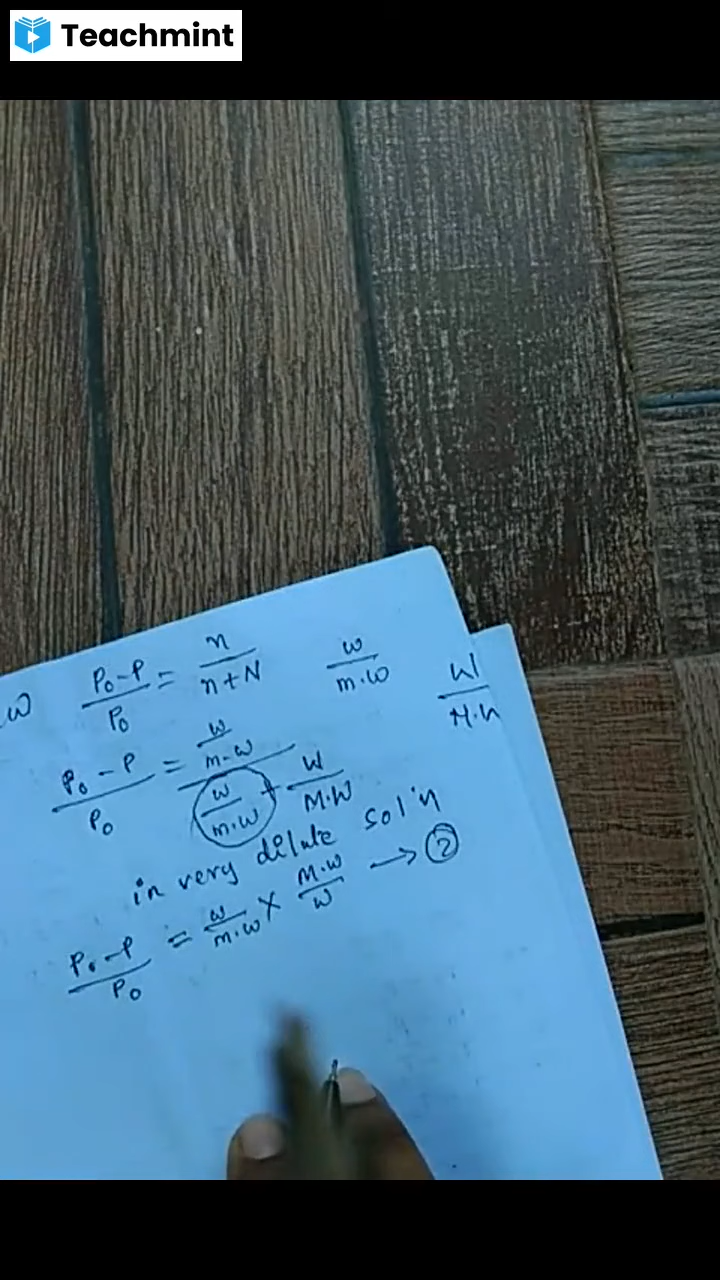 Teachmint
w P₀-P/P₀ = n/n+N w/m.w W/M.W
P₀-P/P₀ = w/m.w / w/m.w + W/M.W
in very dilute sol'n
P₀-P/P₀ = w/m.w × M.W/W → ②